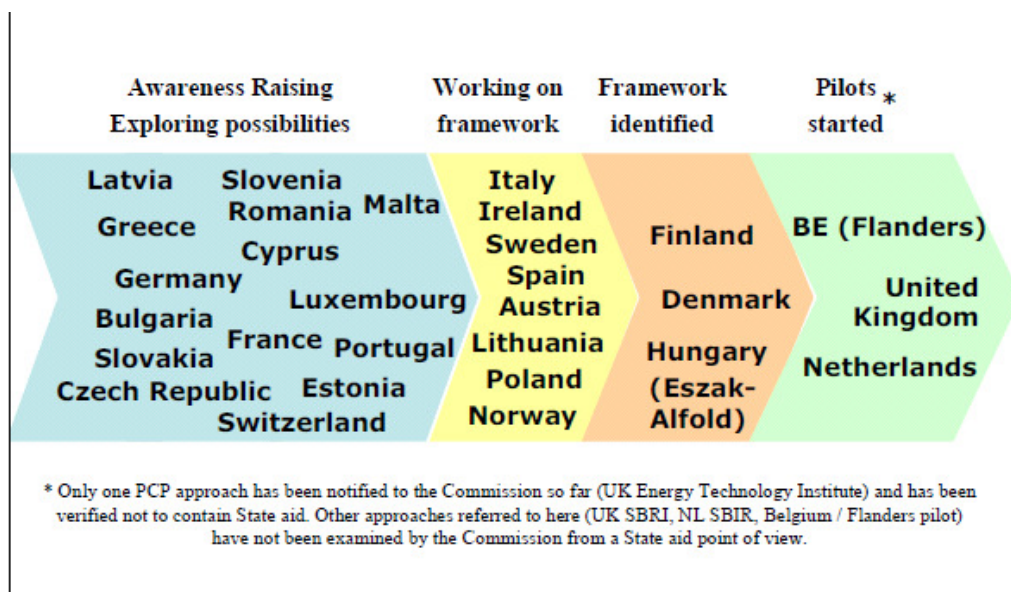 Awareness Raising
Exploring possibilities
Working on
framework
Framework
identified
Pilots *
started
Latvia
Slovenia
Malta
Romania
Greece
Cyprus
Germany
Luxembourg
Bulgaria
France
Portugal
Slovakia
Czech Republic
Estonia
Switzerland
Italy
Ireland
Sweden
Spain
Austria
Lithuania
Poland
Norway
Finland
Denmark
Hungary
(Eszak-
Alfold)
BE (Flanders)
United
Kingdom
Netherlands
* Only one PCP approach has been notified to the Commission so far (UK Energy Technology Institute) and has been
verified not to contain State aid. Other approaches referred to here (UK SBRI, NL SBIR, Belgium / Flanders pilot)
have not been examined by the Commission from a State aid point of view.